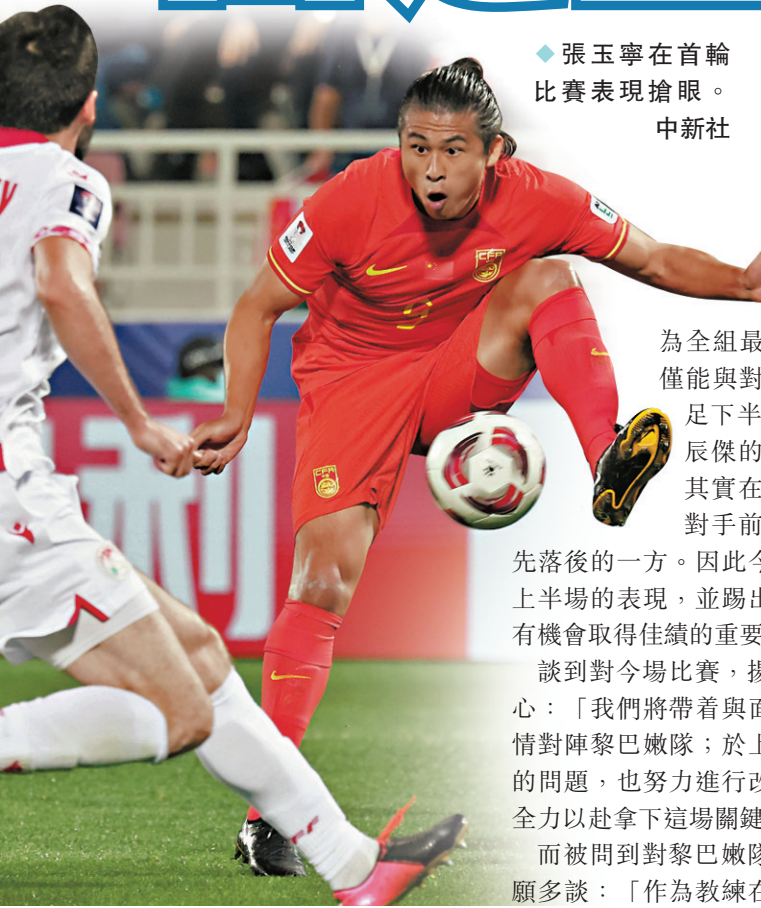 ◆張玉寧在首輪
比賽表現搶眼。
中新社
為全組最
僅能與對
足下半
辰傑的
其實在
對手前
先落後的一方。因此今
上半場的表現，並踢出
有機會取得佳績的重要
談到對今場比賽，揚
心：「我們將帶着與面
情對陣黎巴嫩隊；於上
的問題，也努力進行改
全力以赴拿下這場關鍵
而被問到對黎巴嫩隊
願多談：「作為教練在
CFA
9
CFA
利